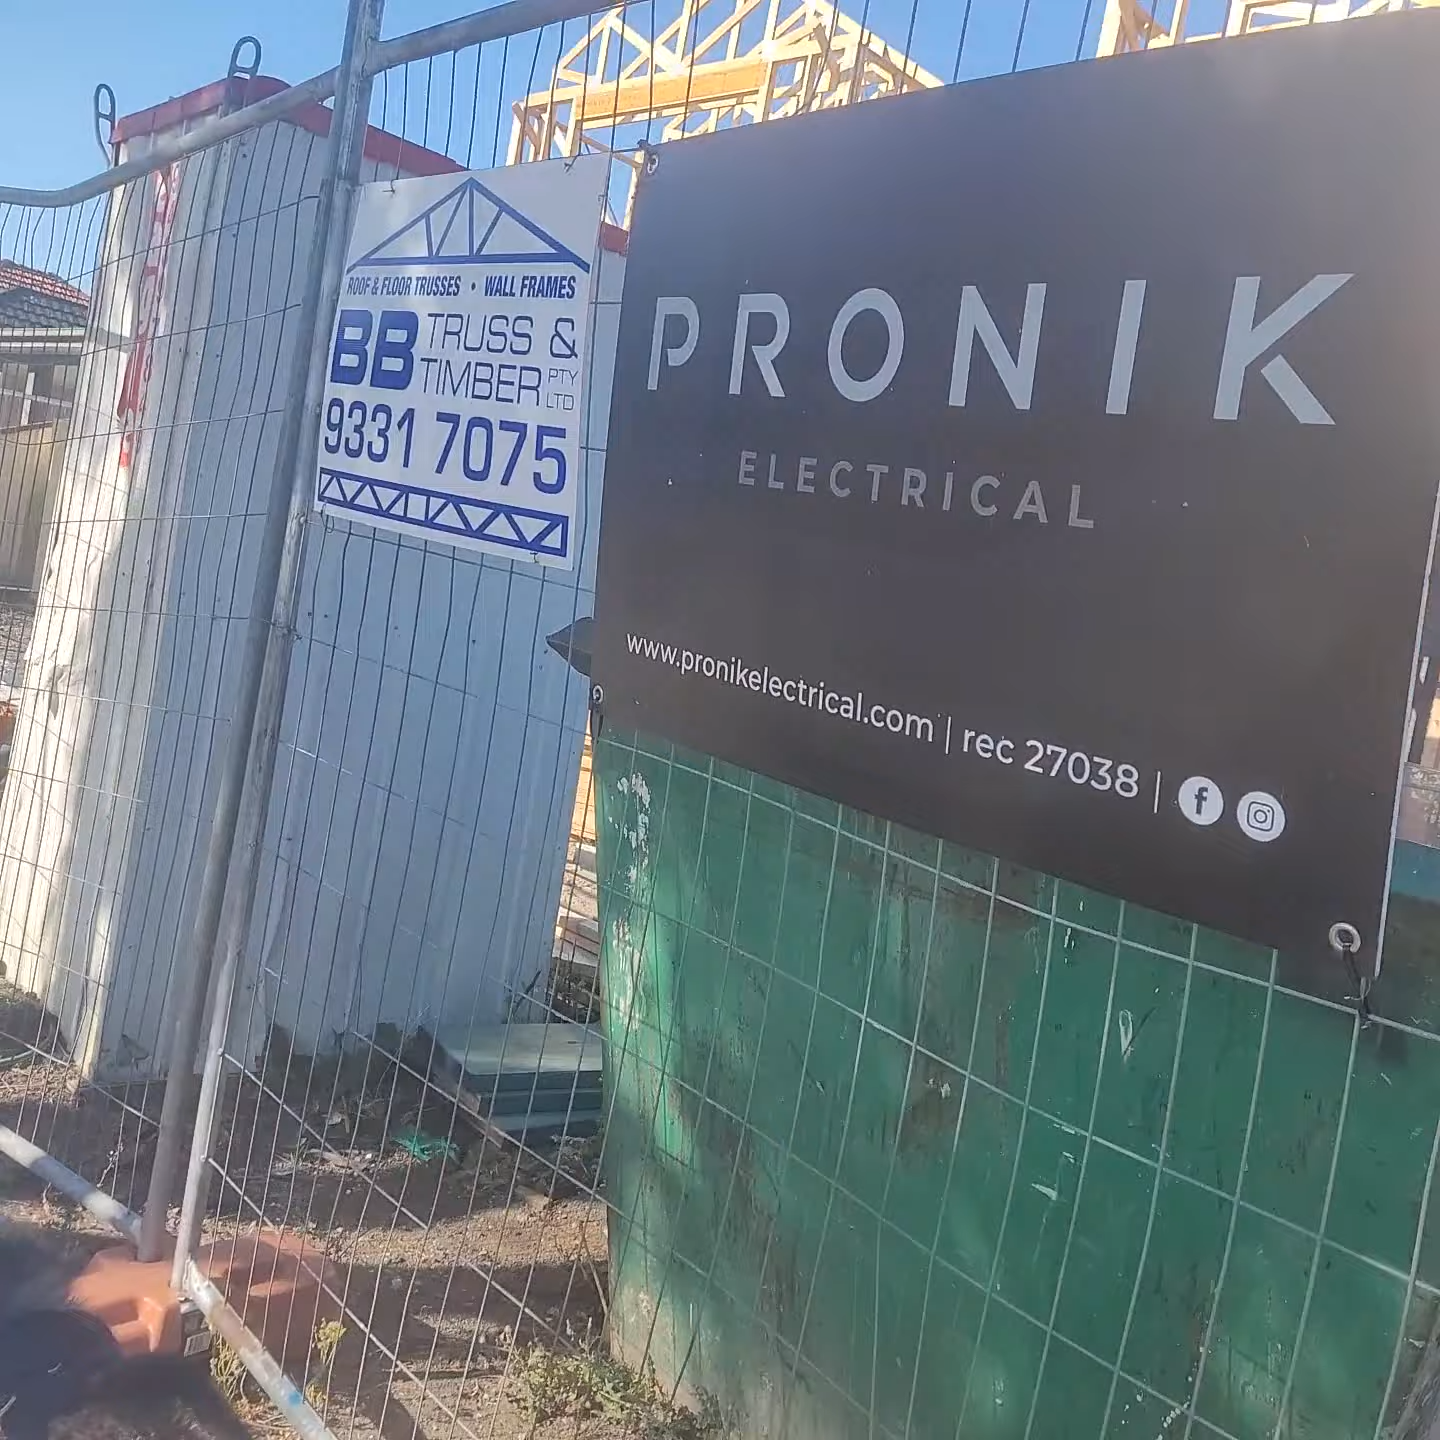 ROOF & FLOOR TRUSSES • WALL FRAMES
BB TRUSS &
TIMBER PTY LTD
9331 7075
PRONIK
ELECTRICAL
www.pronikelectrical.com | rec 27038 |